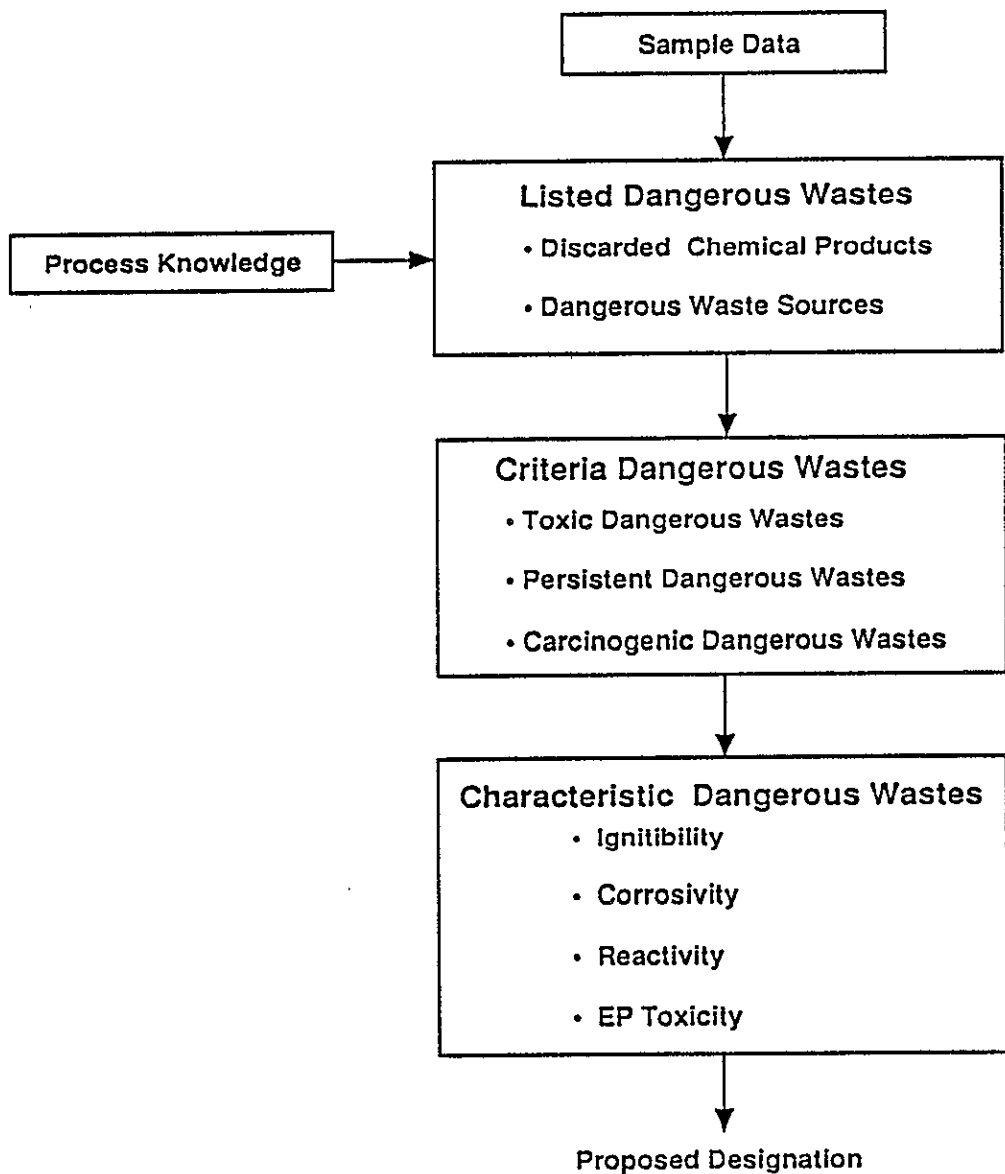 Sample Data
Listed Dangerous Wastes
• Discarded Chemical Products
Process Knowledge
• Dangerous Waste Sources
Criteria Dangerous Wastes
• Toxic Dangerous Wastes
• Persistent Dangerous Wastes
• Carcinogenic Dangerous Wastes
Characteristic Dangerous Wastes
• Ignitibility
• Corrosivity
• Reactivity
• EP Toxicity
Proposed Designation